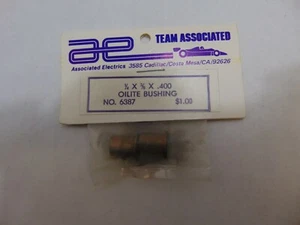 ae
TEAM ASSOCIATED
Associated Electrics
3585 Cadillac/Costa Mesa/CA/92626
¼ X ⅜ X .400
OILITE BUSHING
NO. 6387
$1.00